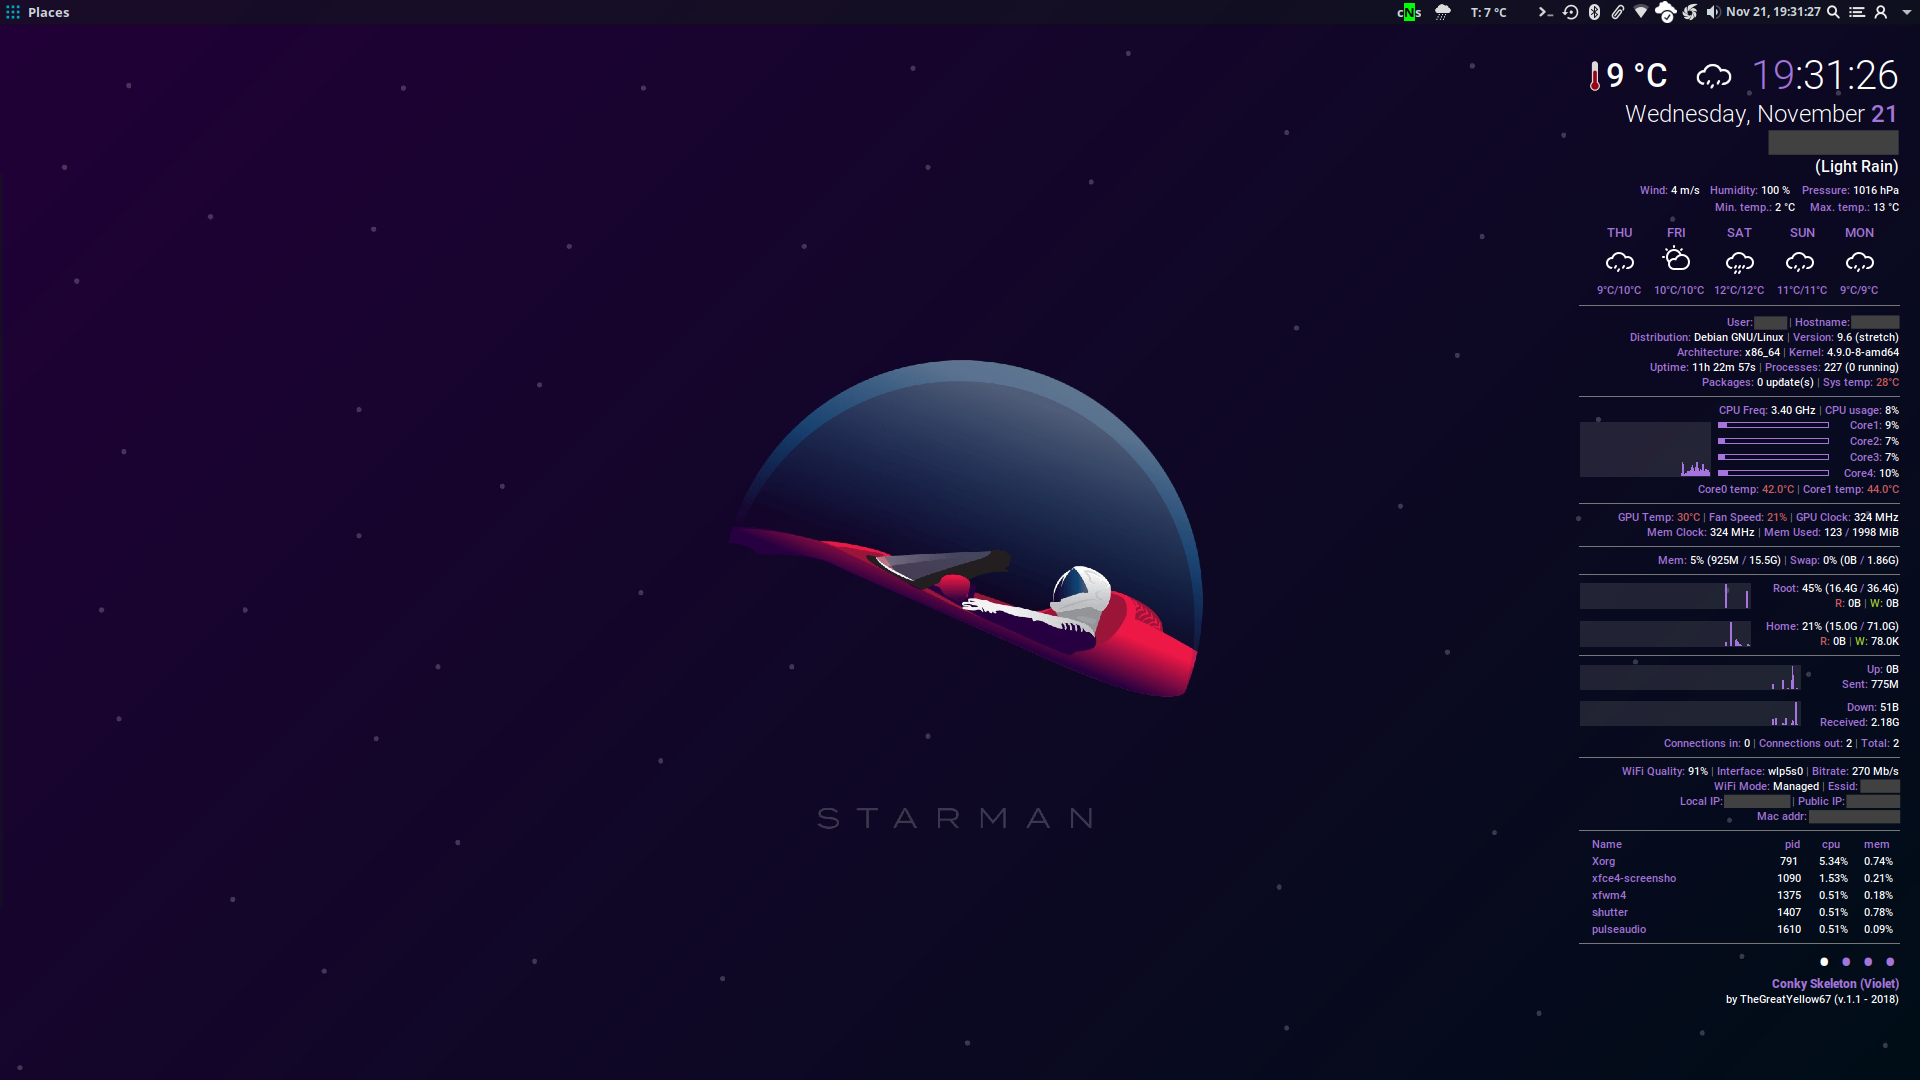 Places
cNs T: 7 °C Nov 21, 19:31:27
9 °C 19:31:26
Wednesday, November 21
(Light Rain)
Wind: 4 m/s Humidity: 100 % Pressure: 1016 hPa
Min. temp.: 2 °C Max. temp.: 13 °C
THU FRI SAT SUN MON
9°C/10°C 10°C/10°C 12°C/12°C 11°C/11°C 9°C/9°C
User: | Hostname:
Distribution: Debian GNU/Linux | Version: 9.6 (stretch)
Architecture: x86_64 | Kernel: 4.9.0-8-amd64
Uptime: 11h 22m 57s | Processes: 227 (0 running)
Packages: 0 update(s) | Sys temp: 28°C
CPU Freq: 3.40 GHz | CPU usage: 8%
Core1: 9%
Core2: 7%
Core3: 7%
Core4: 10%
Core0 temp: 42.0°C | Core1 temp: 44.0°C
GPU Temp: 30°C | Fan Speed: 21% | GPU Clock: 324 MHz
Mem Clock: 324 MHz | Mem Used: 123 / 1998 MiB
Mem: 5% (925M / 15.5G) | Swap: 0% (0B / 1.86G)
Root: 45% (16.4G / 36.4G)
R: 0B | W: 0B
Home: 21% (15.0G / 71.0G)
R: 0B | W: 78.0K
Up: 0B
Sent: 775M
Down: 51B
Received: 2.18G
Connections in: 0 | Connections out: 2 | Total: 2
WiFi Quality: 91% | Interface: wlp5s0 | Bitrate: 270 Mb/s
WiFi Mode: Managed | Essid:
Local IP: | Public IP:
Mac addr:
Name pid cpu mem
Xorg 791 5.34% 0.74%
xfce4-screensho 1090 1.53% 0.21%
xfwm4 1375 0.51% 0.18%
shutter 1407 0.51% 0.78%
pulseaudio 1610 0.51% 0.09%
Conky Skeleton (Violet)
by TheGreatYellow67 (v.1.1 - 2018)
STARMAN